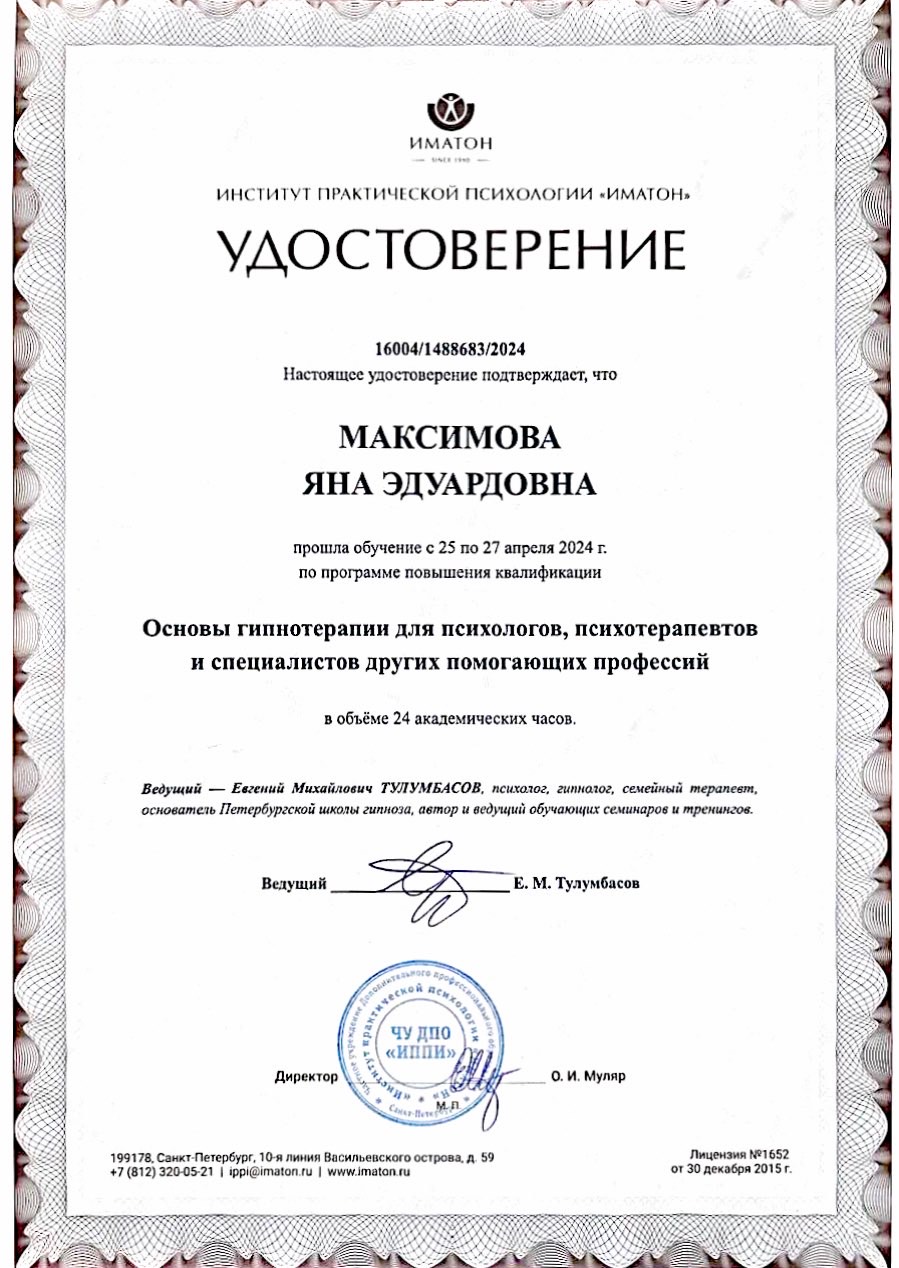 ИМАТОН
SINCE 1990
ИНСТИТУТ ПРАКТИЧЕСКОЙ ПСИХОЛОГИИ «ИМАТОН»
УДОСТОВЕРЕНИЕ
16004/1488683/2024
Настоящее удостоверение подтверждает, что
МАКСИМОВА
ЯНА ЭДУАРДОВНА
прошла обучение с 25 по 27 апреля 2024 г.
по программе повышения квалификации
Основы гипнотерапии для психологов, психотерапевтов
и специалистов других помогающих профессий
в объёме 24 академических часов.
Ведущий — Евгений Михайлович ТУЛУМБАСОВ, психолог, гипнолог, семейный терапевт,
основатель Петербургской школы гипноза, автор и ведущий обучающих семинаров и тренингов.
Ведущий Е. М. Тулумбасов
Частное учреждение Дополнительного профессионального
«Институт практической психологии
Санкт-Петербург
ЧУ ДПО
«ИППИ»
Директор О. И. Муляр
М.П.
199178, Санкт-Петербург, 10-я линия Васильевского острова, д. 59
+7 (812) 320-05-21 | ippi@imaton.ru | www.imaton.ru
Лицензия №1652
от 30 декабря 2015 г.